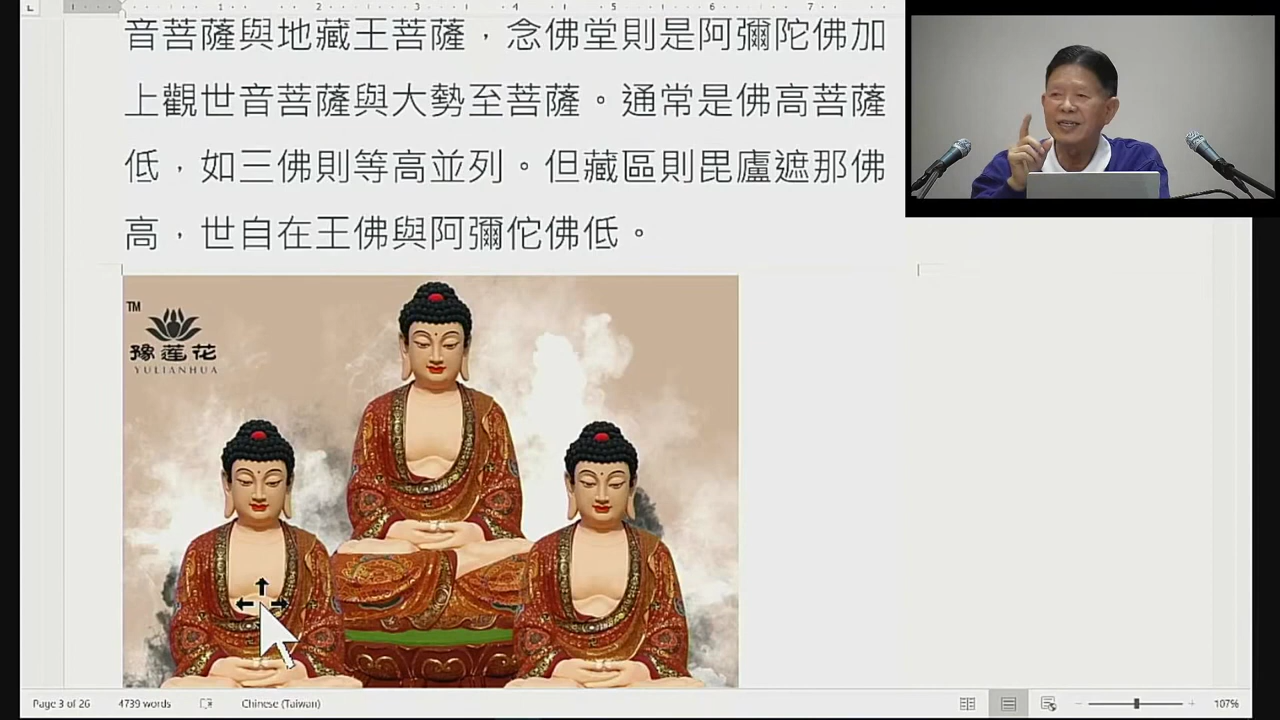 音菩薩與地藏王菩薩，念佛堂則是阿彌陀佛加
上觀世音菩薩與大勢至菩薩。通常是佛高菩薩
低，如三佛則等高並列。但藏區則毘盧遮那佛
高，世自在王佛與阿彌佗佛低。
TM
豫莲花
YULIANHUA
Page 3 of 26 4739 words Chinese (Taiwan) 107%